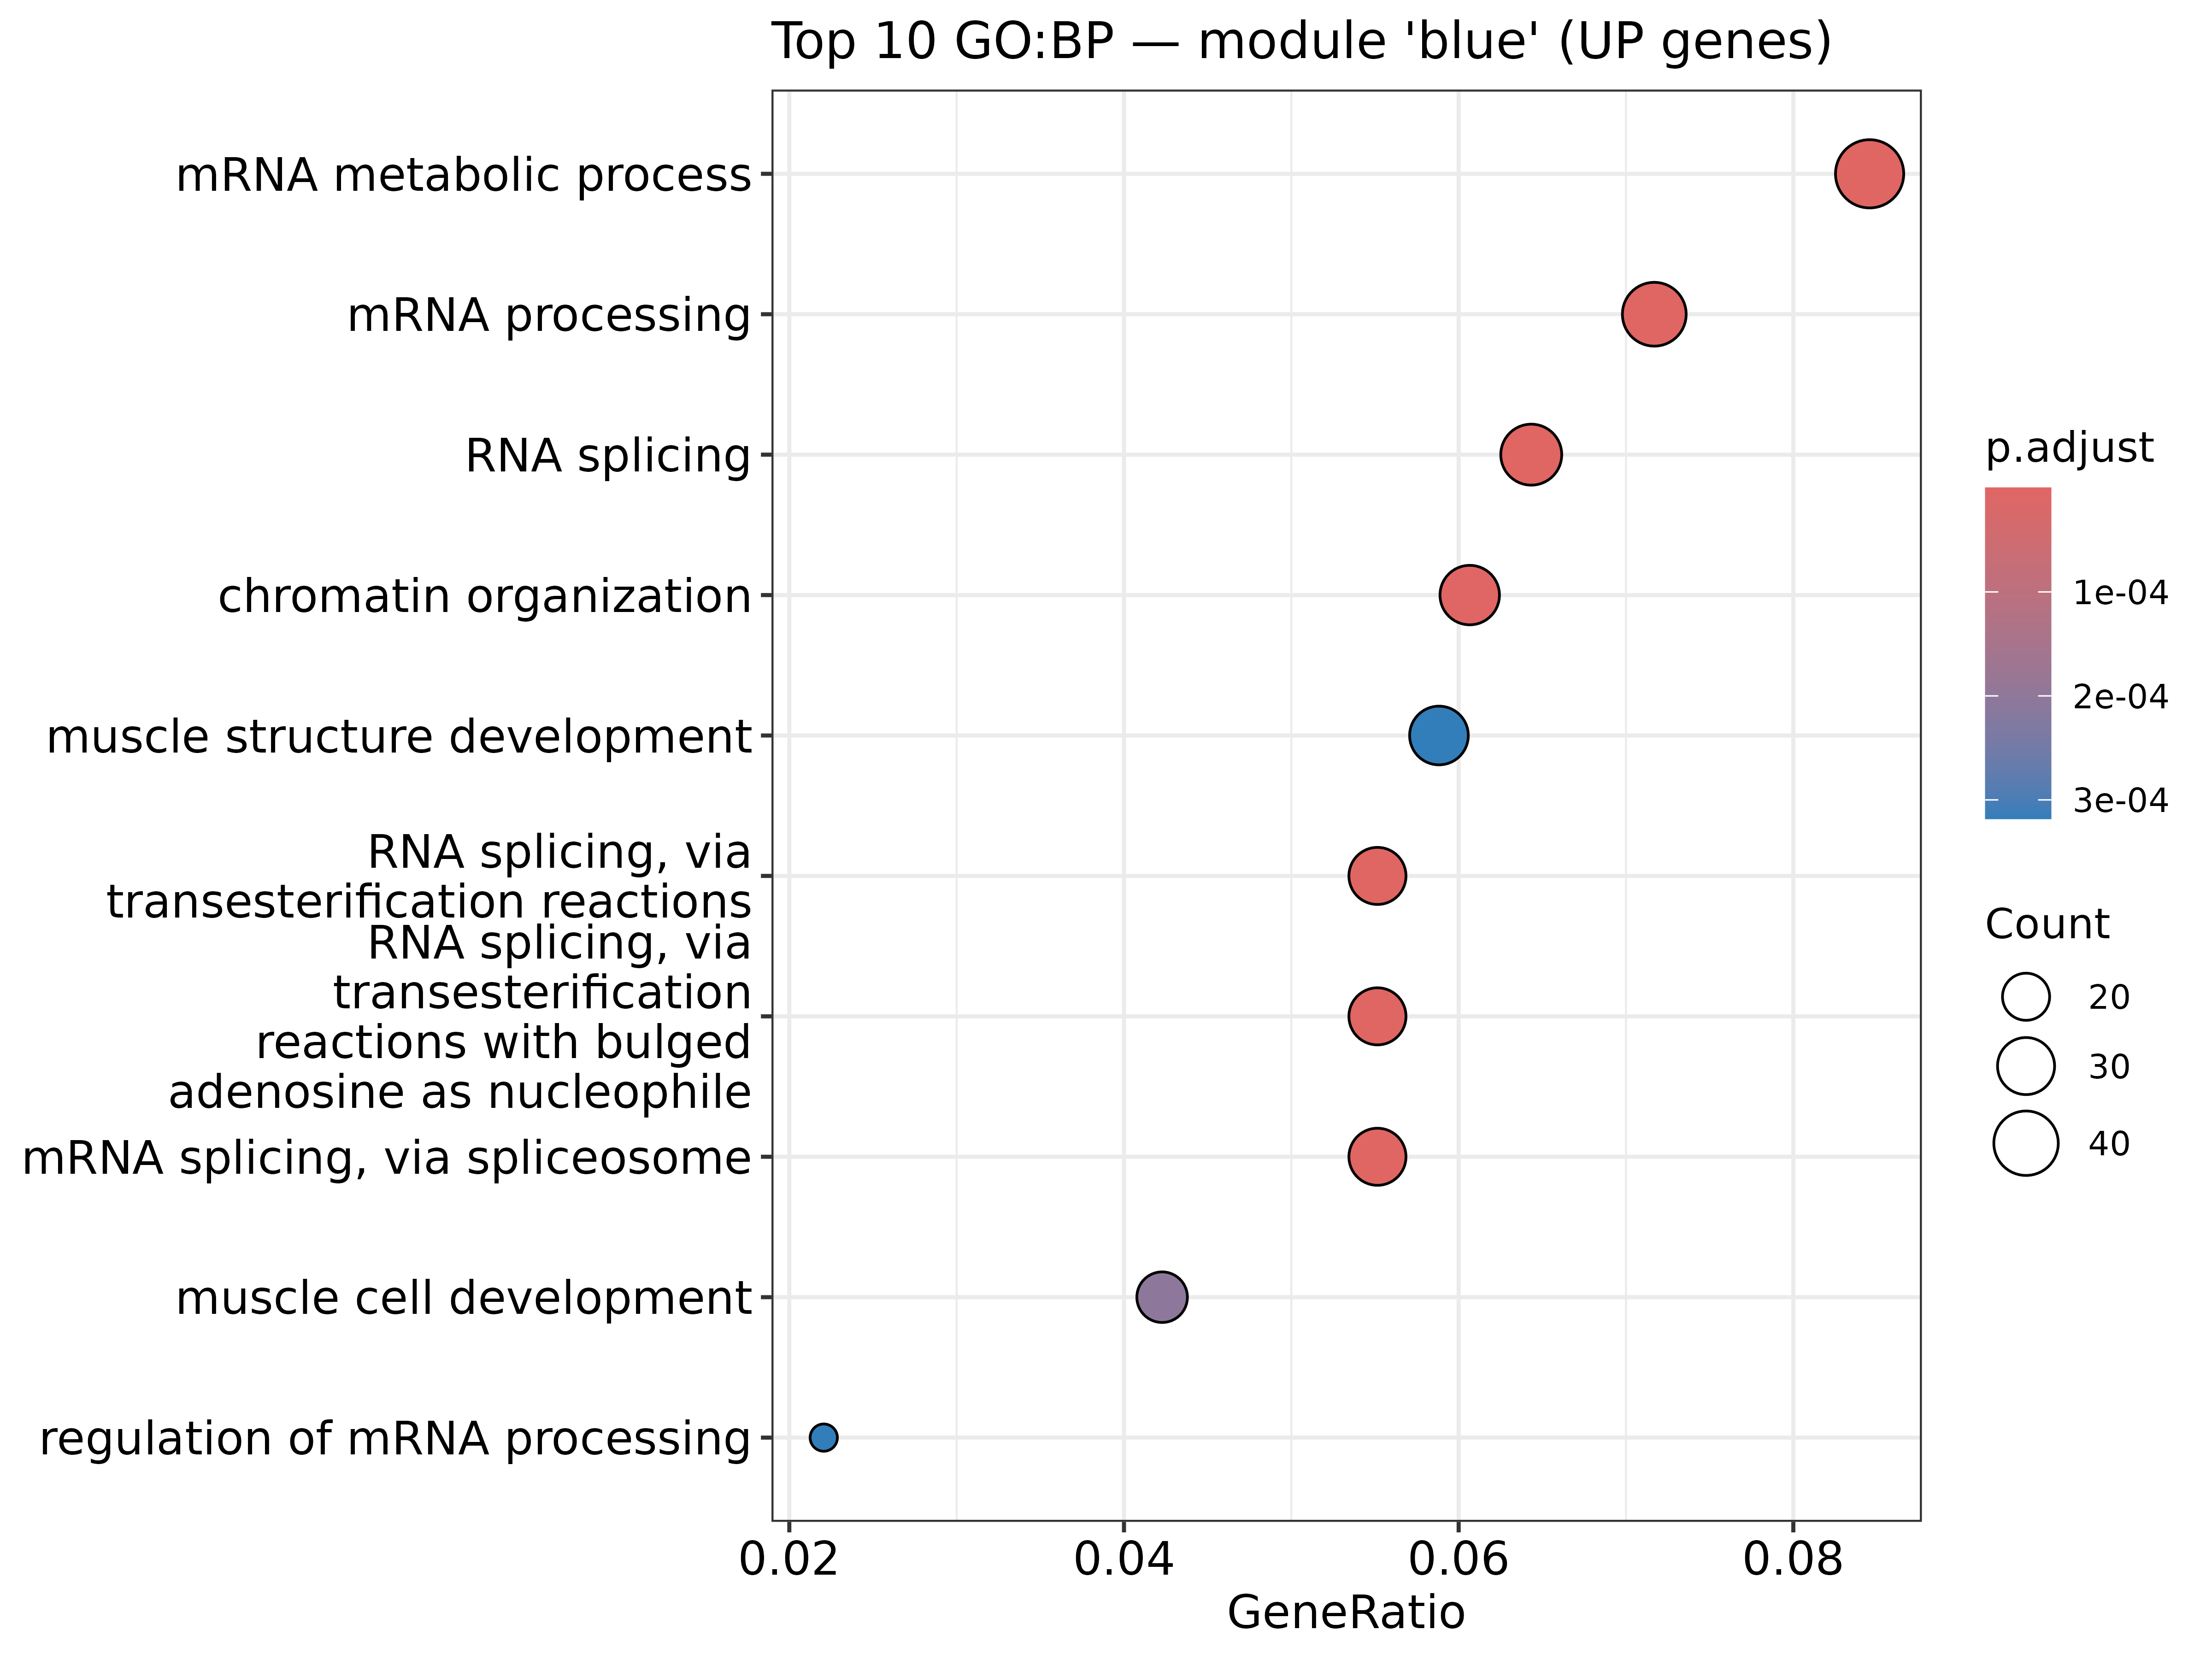 Top 10 GO:BP — module 'blue' (UP genes)
mRNA metabolic process
mRNA processing
RNA splicing
chromatin organization
muscle structure development
RNA splicing, via
transesterification reactions
RNA splicing, via
transesterification
reactions with bulged
adenosine as nucleophile
mRNA splicing, via spliceosome
muscle cell development
regulation of mRNA processing
0.02
0.04
0.06
0.08
GeneRatio
p.adjust
1e-04
2e-04
3e-04
Count
20
30
40